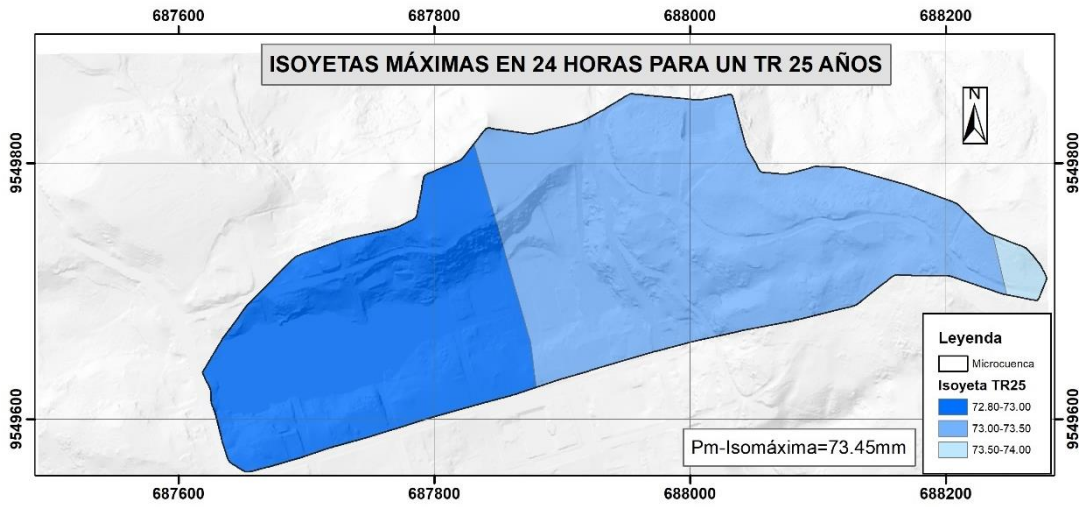 687600 687800 688000 688200
ISOYETAS MÁXIMAS EN 24 HORAS PARA UN TR 25 AÑOS
N
9549800 9549800
Leyenda
Microcuenca
Isoyeta TR25
72.80-73.00
73.00-73.50
73.50-74.00
9549600 9549600
Pm-Isomáxima=73.45mm
687600 687800 688000 688200